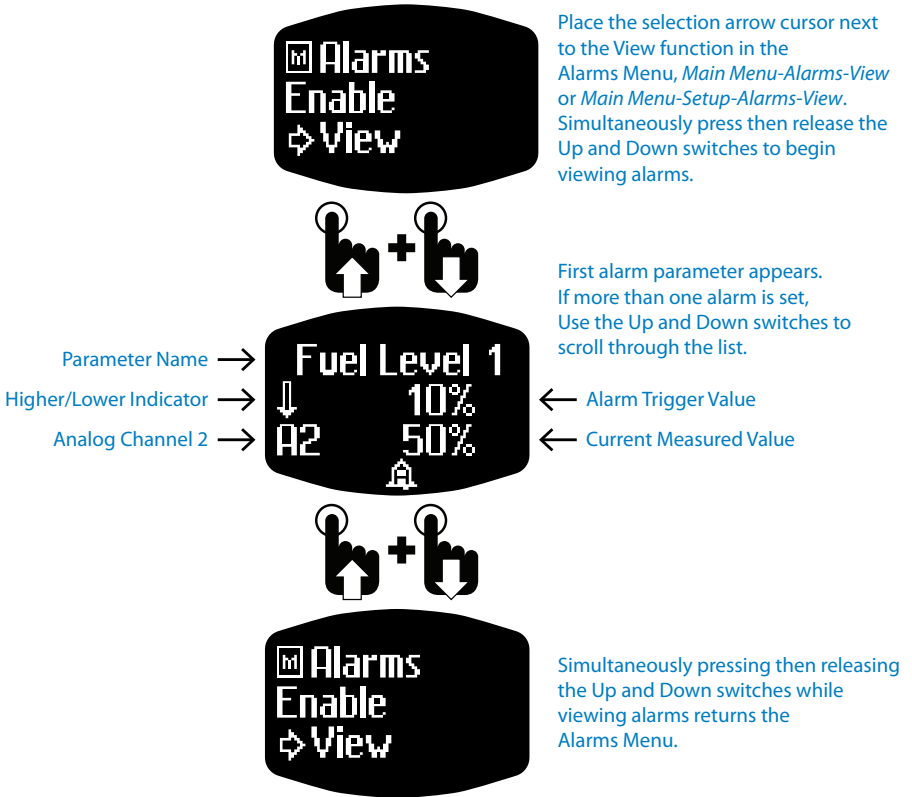 Alarms
Enable
View
Place the selection arrow cursor next
to the View function in the
Alarms Menu, Main Menu-Alarms-View
or Main Menu-Setup-Alarms-View.
Simultaneously press then release the
Up and Down switches to begin
viewing alarms.
+
First alarm parameter appears.
If more than one alarm is set,
Use the Up and Down switches to
scroll through the list.
Parameter Name
Higher/Lower Indicator
Analog Channel 2
Fuel Level 1
10%
A2 50%
Alarm Trigger Value
Current Measured Value
+
M Alarms
Enable
View
Simultaneously pressing then releasing
the Up and Down switches while
viewing alarms returns the
Alarms Menu.